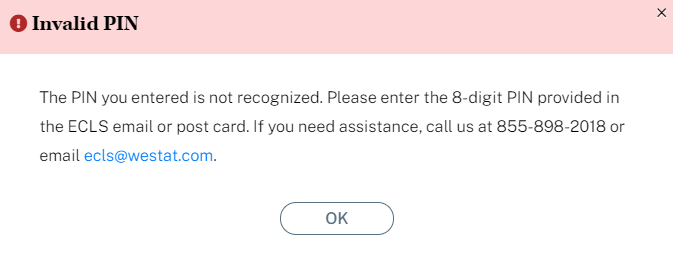 Invalid PIN
The PIN you entered is not recognized. Please enter the 8-digit PIN provided in
the ECLS email or post card. If you need assistance, call us at 855-898-2018 or
email ecls@westat.com.
OK